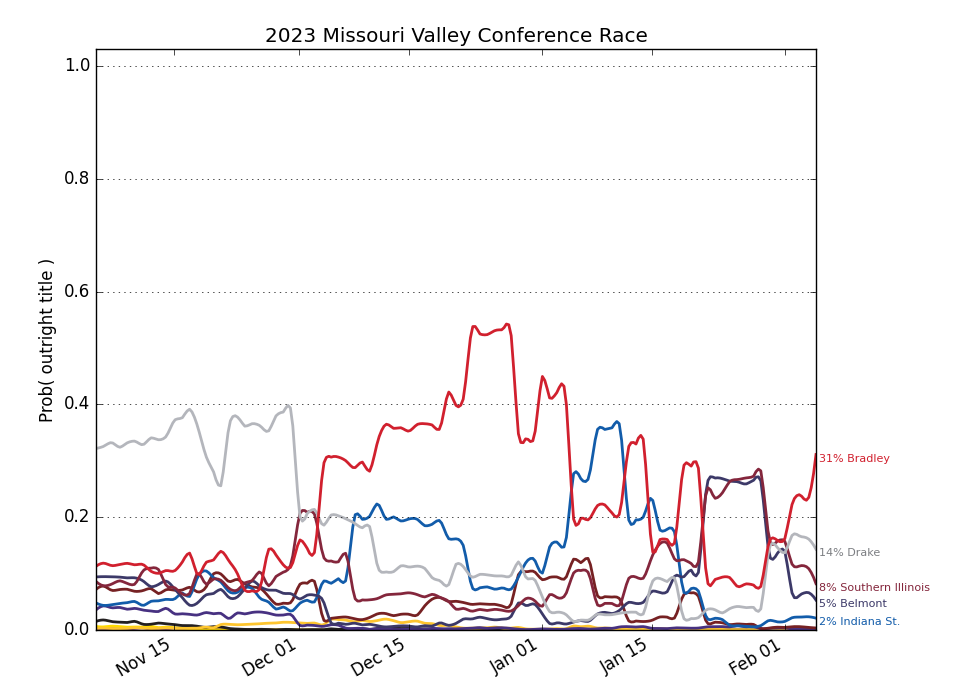 2023 Missouri Valley Conference Race
Prob( outright title )
1.0
0.8
0.6
0.4
0.2
0.0
Nov 15
Dec 01
Dec 15
Jan 01
Jan 15
Feb 01
31% Bradley
14% Drake
8% Southern Illinois
5% Belmont
2% Indiana St.